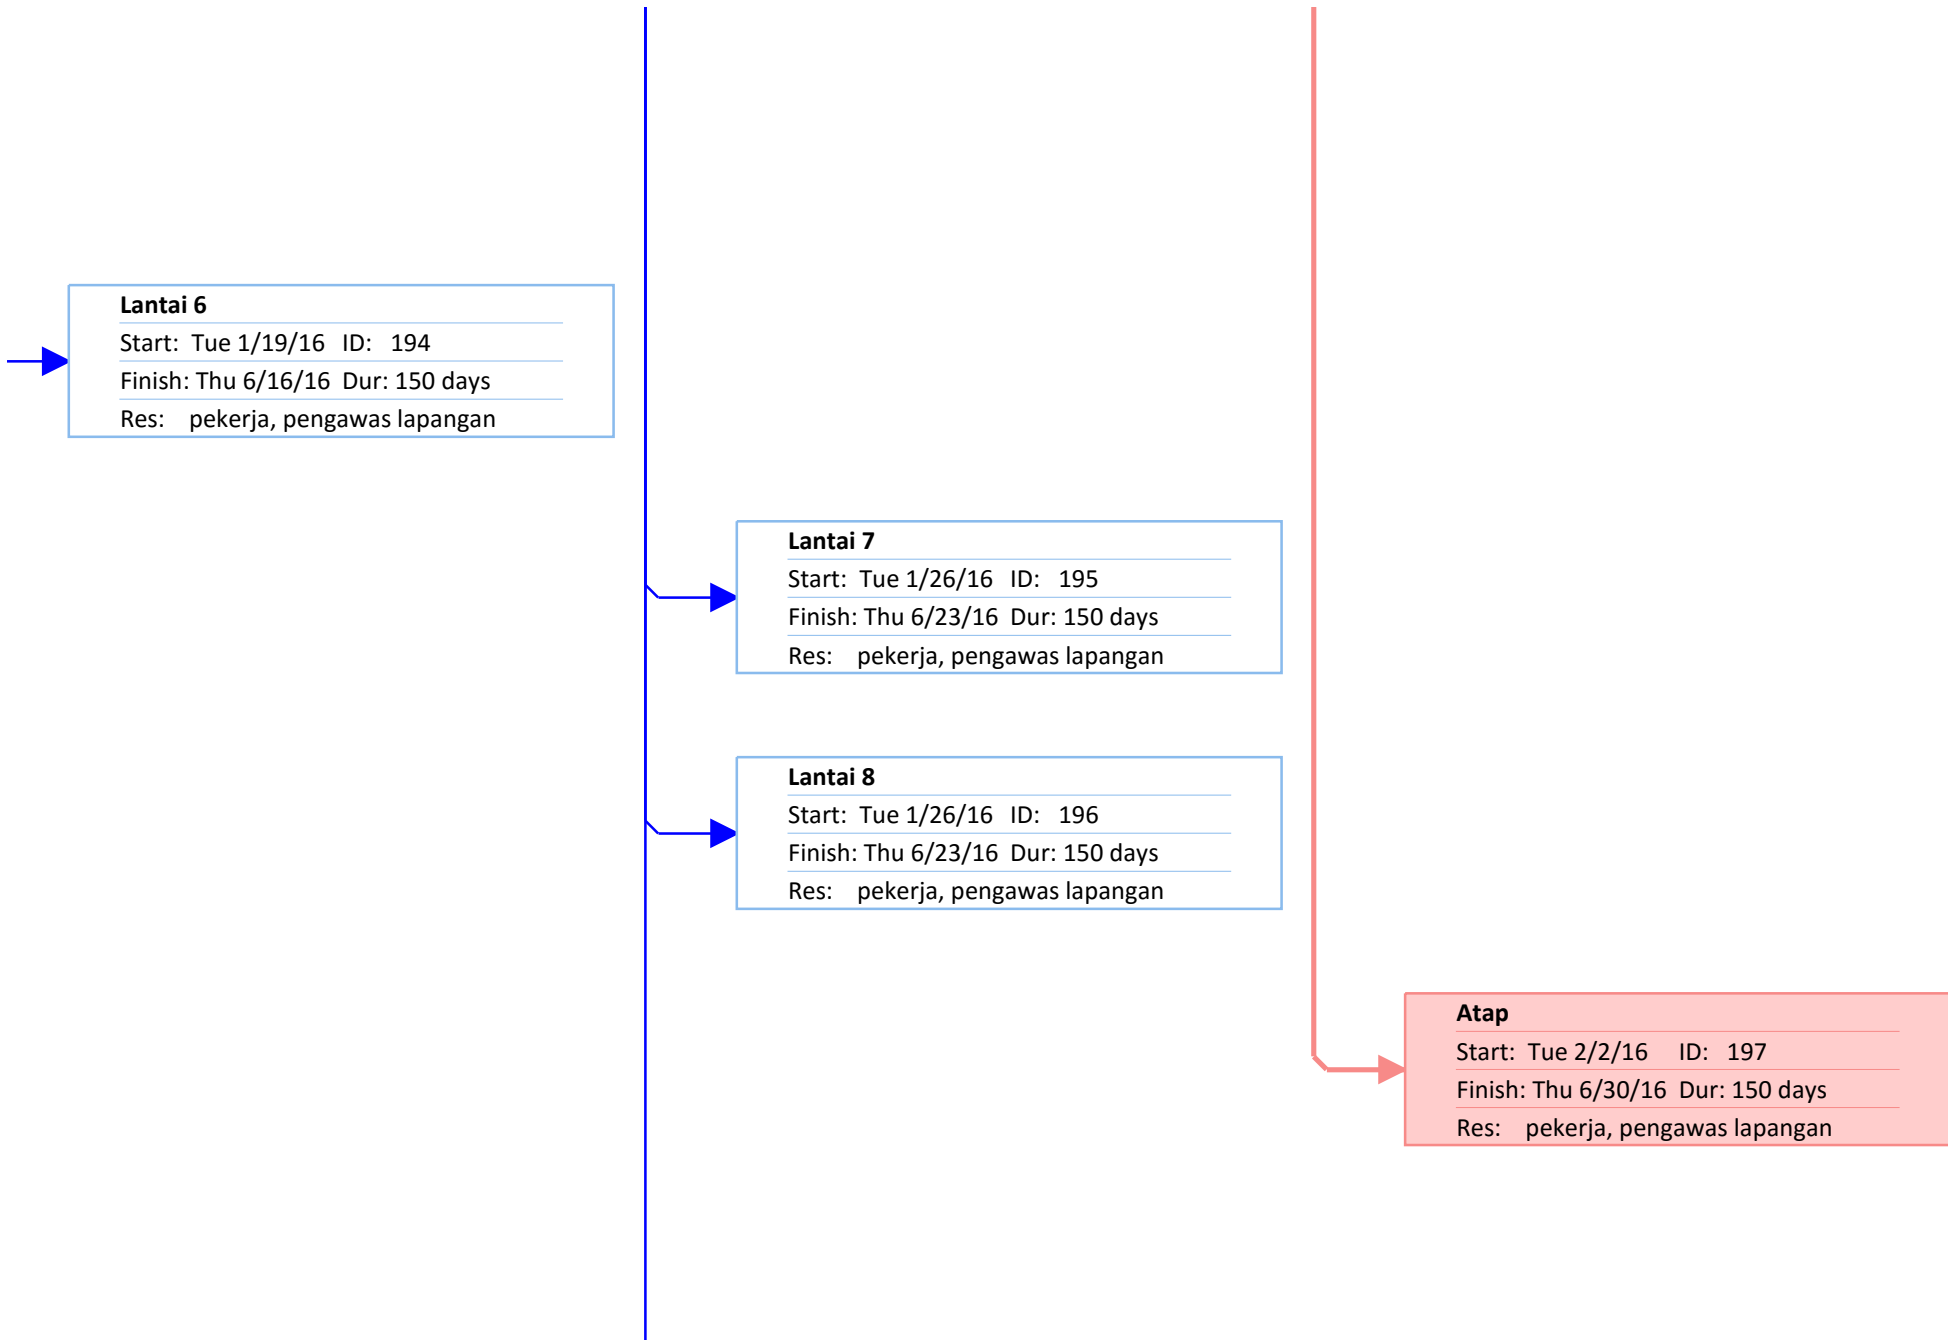 Lantai 6
Start: Tue 1/19/16 ID: 194
Finish: Thu 6/16/16 Dur: 150 days
Res: pekerja, pengawas lapangan
Lantai 7
Start: Tue 1/26/16 ID: 195
Finish: Thu 6/23/16 Dur: 150 days
Res: pekerja, pengawas lapangan
Lantai 8
Start: Tue 1/26/16 ID: 196
Finish: Thu 6/23/16 Dur: 150 days
Res: pekerja, pengawas lapangan
Atap
Start: Tue 2/2/16 ID: 197
Finish: Thu 6/30/16 Dur: 150 days
Res: pekerja, pengawas lapangan